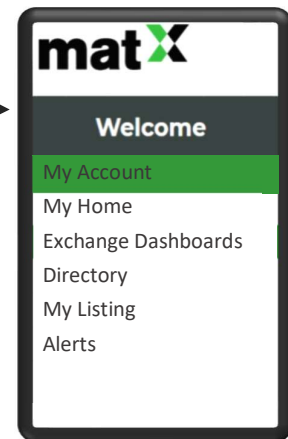 matX
Welcome
My Account
My Home
Exchange Dashboards
Directory
My Listing
Alerts